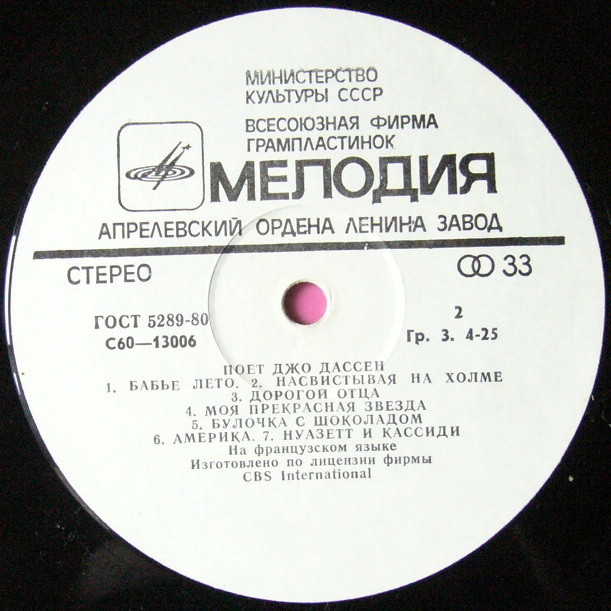 МИНИСТЕРСТВО
КУЛЬТУРЫ СССР
ВСЕСОЮЗНАЯ ФИРМА
ГРАМПЛАСТИНОК
МЕЛОДИЯ
АПРЕЛЕВСКИЙ ОРДЕНА ЛЕНИНА ЗАВОД
СТЕРЕО 33
ГОСТ 5289-80 2
С60—13006 Гр. 3. 4-25
ПОЕТ ДЖО ДАССЕН
1. БАБЬЕ ЛЕТО. 2. НАСВИСТЫВАЯ НА ХОЛМЕ
3. ДОРОГОЙ ОТЦА
4. МОЯ ПРЕКРАСНАЯ ЗВЕЗДА
5. БУЛОЧКА С ШОКОЛАДОМ
6. АМЕРИКА. 7. НУАЗЕТТ И КАССИДИ
На французском языке
Изготовлено по лицензии фирмы
CBS International